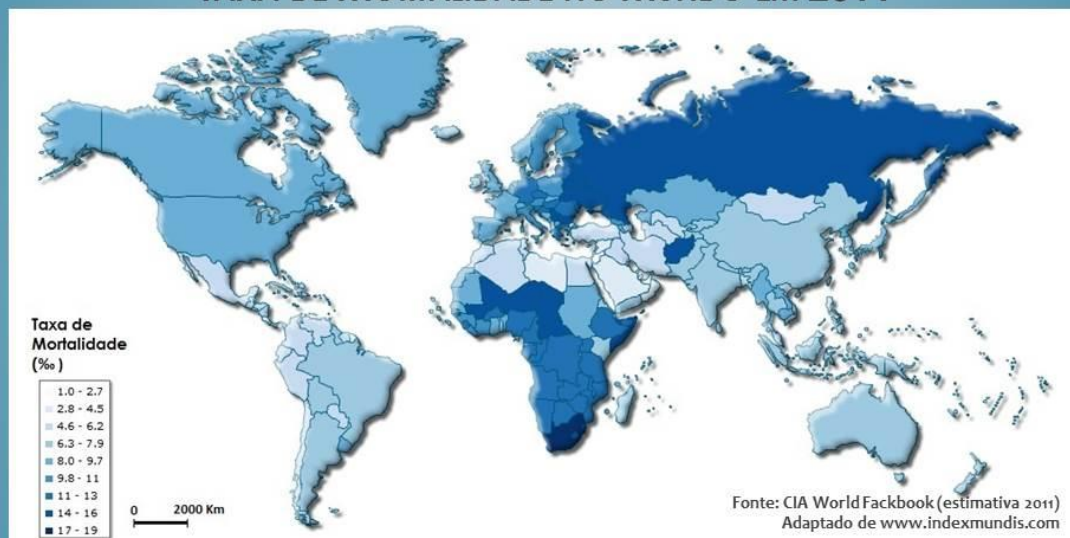 Taxa de
Mortalidade
(‰)
1.0 - 2.7
2.8 - 4.5
4.6 - 6.2
6.3 - 7.9
8.0 - 9.7
9.8 - 11
11 - 13
14 - 16
17 - 19
0 2000 Km
Fonte: CIA World Fackbook (estimativa 2011)
Adaptado de www.indexmundis.com